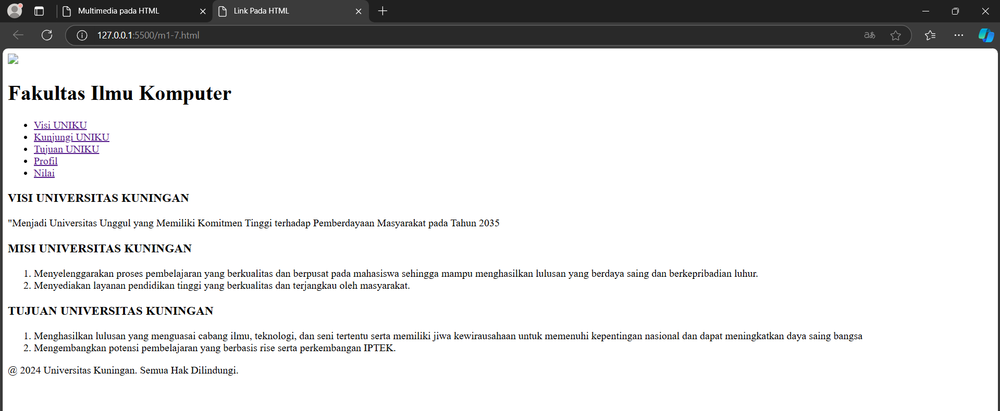 Multimedia pada HTML
Link Pada HTML
127.0.0.1:5500/m1-7.html
aあ
Fakultas Ilmu Komputer
• Visi UNIKU
• Kunjungi UNIKU
• Tujuan UNIKU
• Profil
• Nilai
VISI UNIVERSITAS KUNINGAN
"Menjadi Universitas Unggul yang Memiliki Komitmen Tinggi terhadap Pemberdayaan Masyarakat pada Tahun 2035
MISI UNIVERSITAS KUNINGAN
1. Menyelenggarakan proses pembelajaran yang berkualitas dan berpusat pada mahasiswa sehingga mampu menghasilkan lulusan yang berdaya saing dan berkepribadian luhur.
2. Menyediakan layanan pendidikan tinggi yang berkualitas dan terjangkau oleh masyarakat.
TUJUAN UNIVERSITAS KUNINGAN
1. Menghasilkan lulusan yang menguasai cabang ilmu, teknologi, dan seni tertentu serta memiliki jiwa kewirausahaan untuk memenuhi kepentingan nasional dan dapat meningkatkan daya saing bangsa
2. Mengembangkan potensi pembelajaran yang berbasis rise serta perkembangan IPTEK.
@ 2024 Universitas Kuningan. Semua Hak Dilindungi.